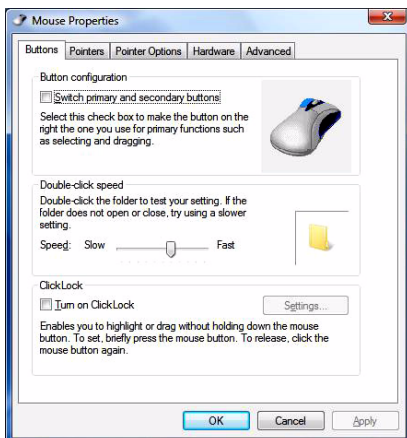 Mouse Properties
Buttons Pointers Pointer Options Hardware Advanced
Button configuration
Switch primary and secondary buttons
Select this check box to make the button on the
right the one you use for primary functions such
as selecting and dragging.
Double-click speed
Double-click the folder to test your setting. If the
folder does not open or close, try using a slower
setting.
Speed: Slow Fast
ClickLock
Turn on ClickLock Settings...
Enables you to highlight or drag without holding down the mouse
button. To set, briefly press the mouse button. To release, click the
mouse button again.
OK Cancel Apply